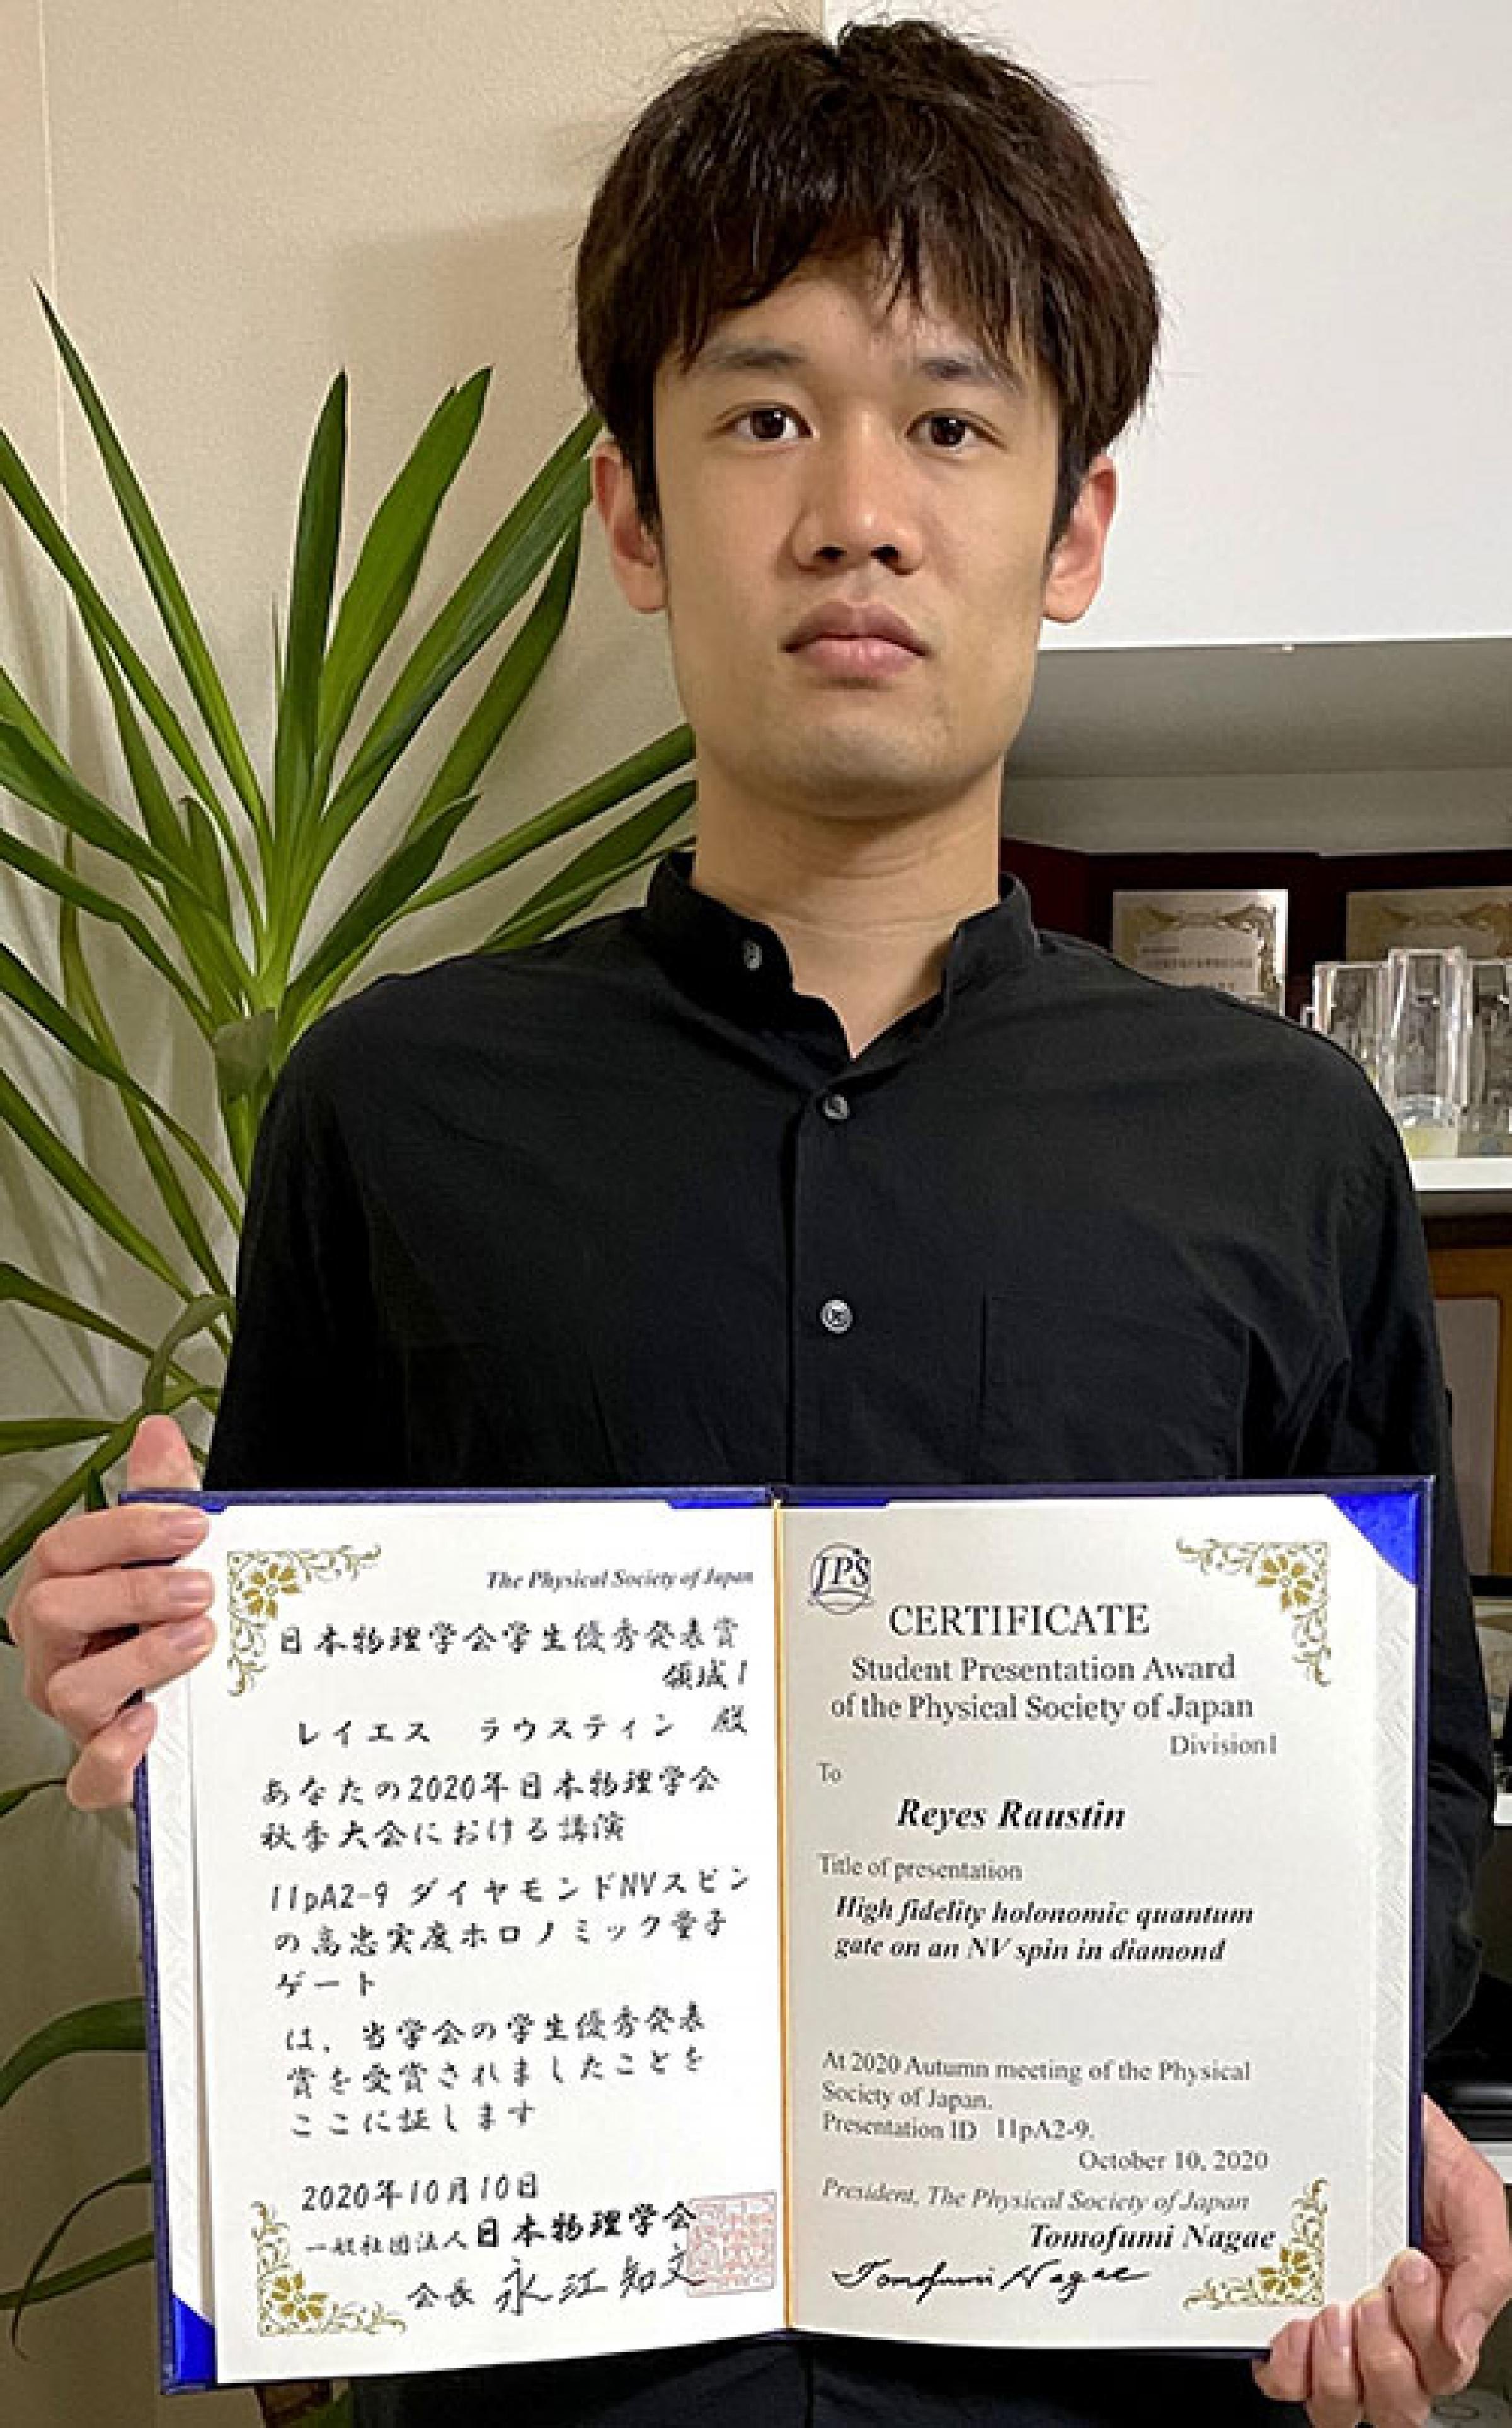 The Physical Society of Japan
日本物理学会学生優秀発表賞
領域1
レイエス ラウスティン 殿
あなたの2020年日本物理学会
秋季大会における講演
11pA2-9 ダイヤモンドNVスピン
の高忠実度ホロノミック量子
ゲート
は、当学会の学生優秀発表
賞を受賞されましたことを
ここに証します
2020年10月10日
一般社団法人日本物理学会
会長 永江知文
JPS
CERTIFICATE
Student Presentation Award
of the Physical Society of Japan
Division1
To
Reyes Raustin
Title of presentation
High fidelity holonomic quantum
gate on an NV spin in diamond
At 2020 Autumn meeting of the Physical
Society of Japan.
Presentation ID 11pA2-9.
October 10, 2020
President, The Physical Society of Japan
Tomofumi Nagae
Tomofumi Nagae